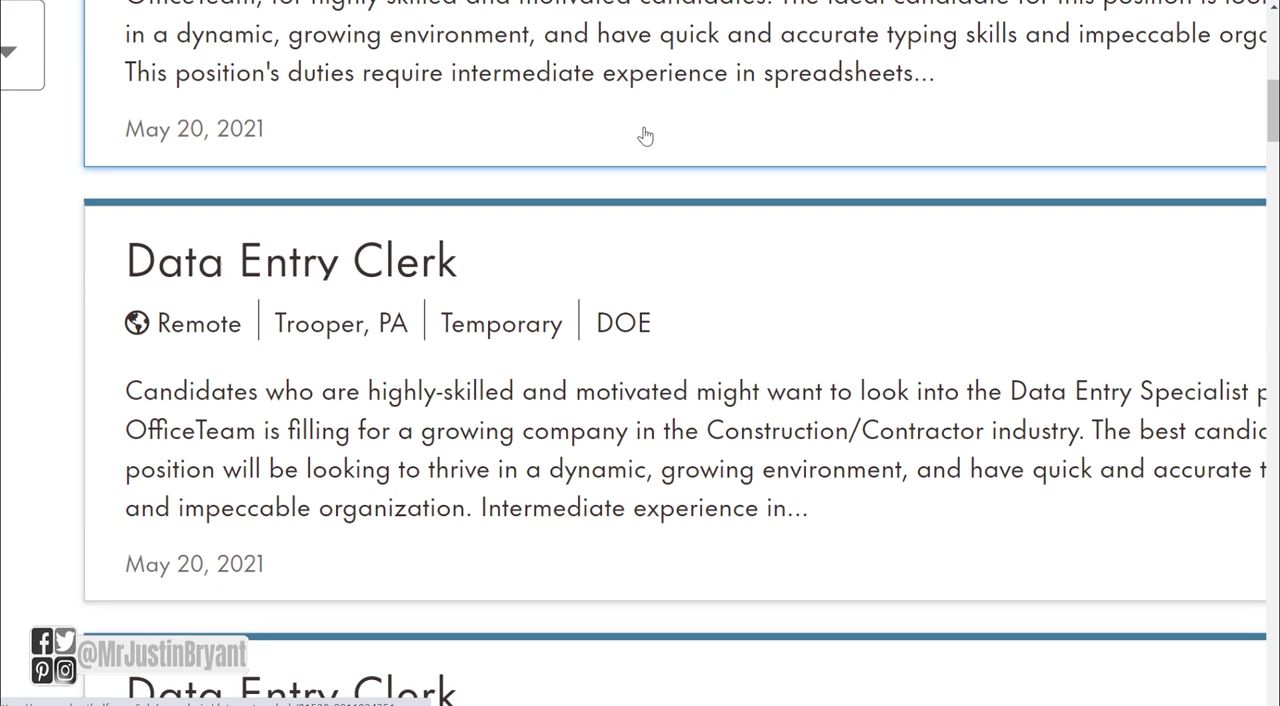 in a dynamic, growing environment, and have quick and accurate typing skills and impeccable
This position's duties require intermediate experience in spreadsheets...
May 20, 2021
Data Entry Clerk
Remote | Trooper, PA | Temporary | DOE
Candidates who are highly-skilled and motivated might want to look into the Data Entry Specialist
OfficeTeam is filling for a growing company in the Construction/Contractor industry. The best
position will be looking to thrive in a dynamic, growing environment, and have quick and accurate
and impeccable organization. Intermediate experience in...
May 20, 2021
@MrJustinBryant
Data Entry Clerk